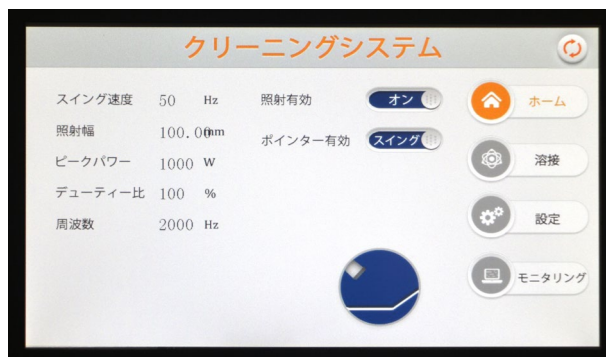 クリーニングシステム
スイング速度 50 Hz 照射有効 オン
照射幅 100.00mm ポインター有効 スイング
ピークパワー 1000 W
デューティー比 100 %
周波数 2000 Hz
ホーム
溶接
設定
モニタリング